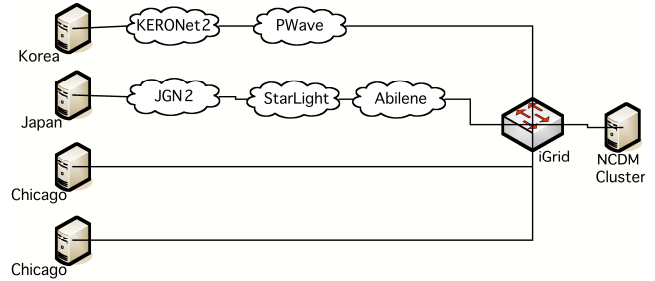 KERONet2
PWave
Korea
JGN2
StarLight
Abilene
Japan
iGrid
NCDM
Cluster
Chicago
Chicago